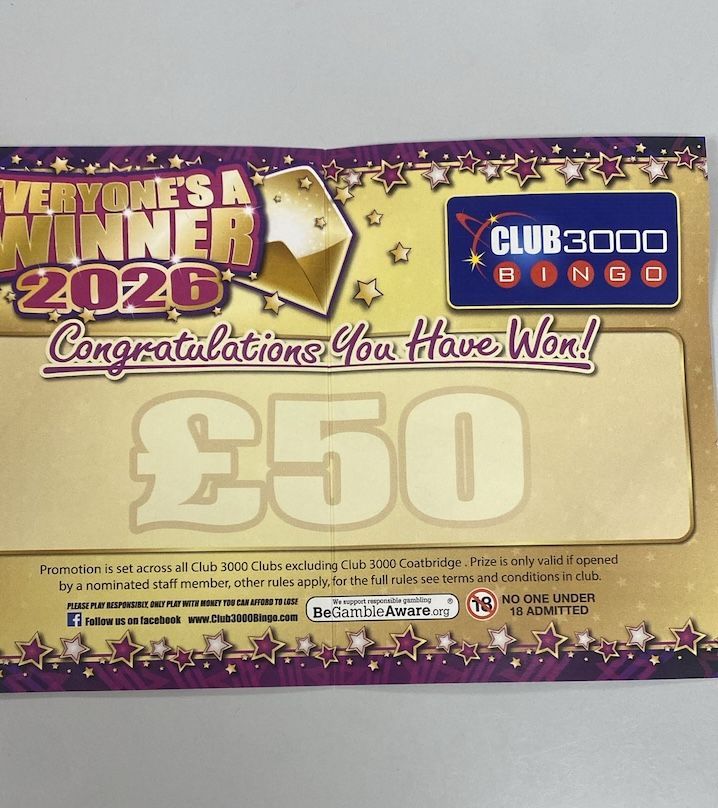 EVERYONE'S A
WINNER
2026
CLUB3000
BINGO
Congratulations You Have Won!
£50
Promotion is set across all Club 3000 Clubs excluding Club 3000 Coatbridge . Prize is only valid if opened
by a nominated staff member, other rules apply, for the full rules see terms and conditions in club.
PLEASE PLAY RESPONSIBLY, ONLY PLAY WITH MONEY YOU CAN AFFORD TO LOSE
f Follow us on facebook www.Club3000Bingo.com
We support responsible gambling
BeGambleAware.org®
18 NO ONE UNDER
18 ADMITTED